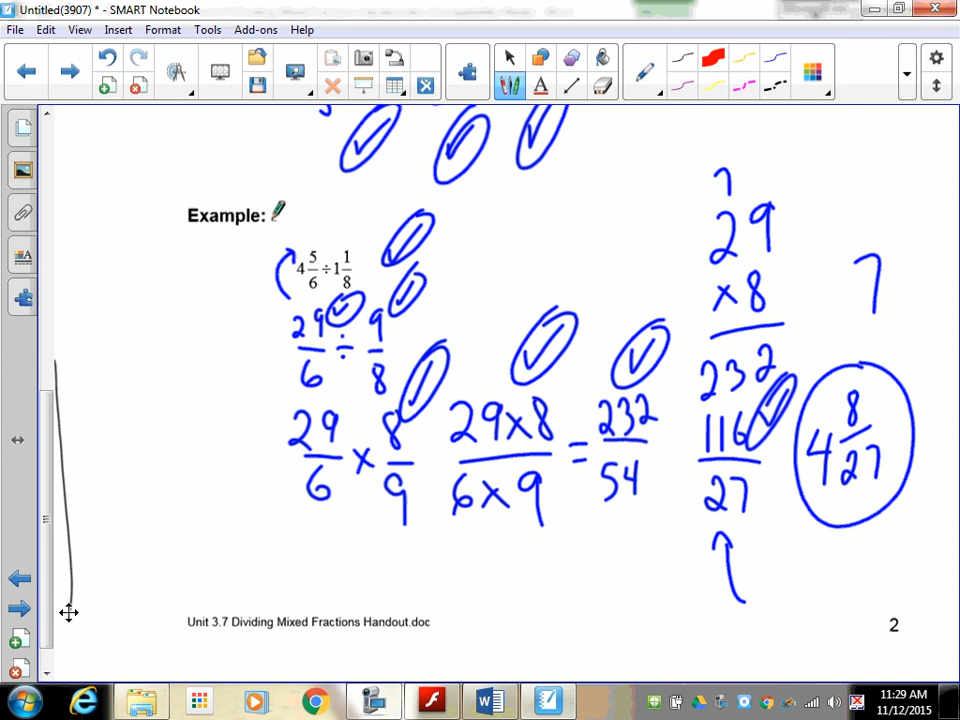 Untitled(3907) * - SMART Notebook
File Edit View Insert Format Tools Add-ons Help
Example:
4 5/6 ÷ 1 1/8
29/6 ÷ 9/8
29/6 × 8/9
29×8/6×9 = 232/54
7
29
×8
232
116/27
4 8/27
7
Unit 3.7 Dividing Mixed Fractions Handout.doc
2
11:29 AM
11/12/2015